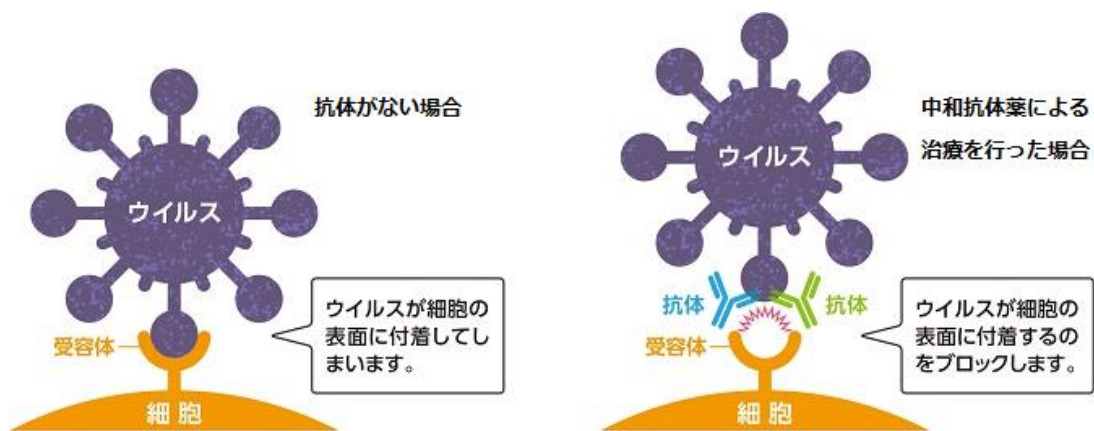 抗体がない場合
ウイルス
ウイルスが細胞の
表面に付着してし
まいます。
受容体
細胞
中和抗体薬による
治療を行った場合
ウイルス
抗体
抗体
ウイルスが細胞の
表面に付着するの
をブロックします。
受容体
細胞